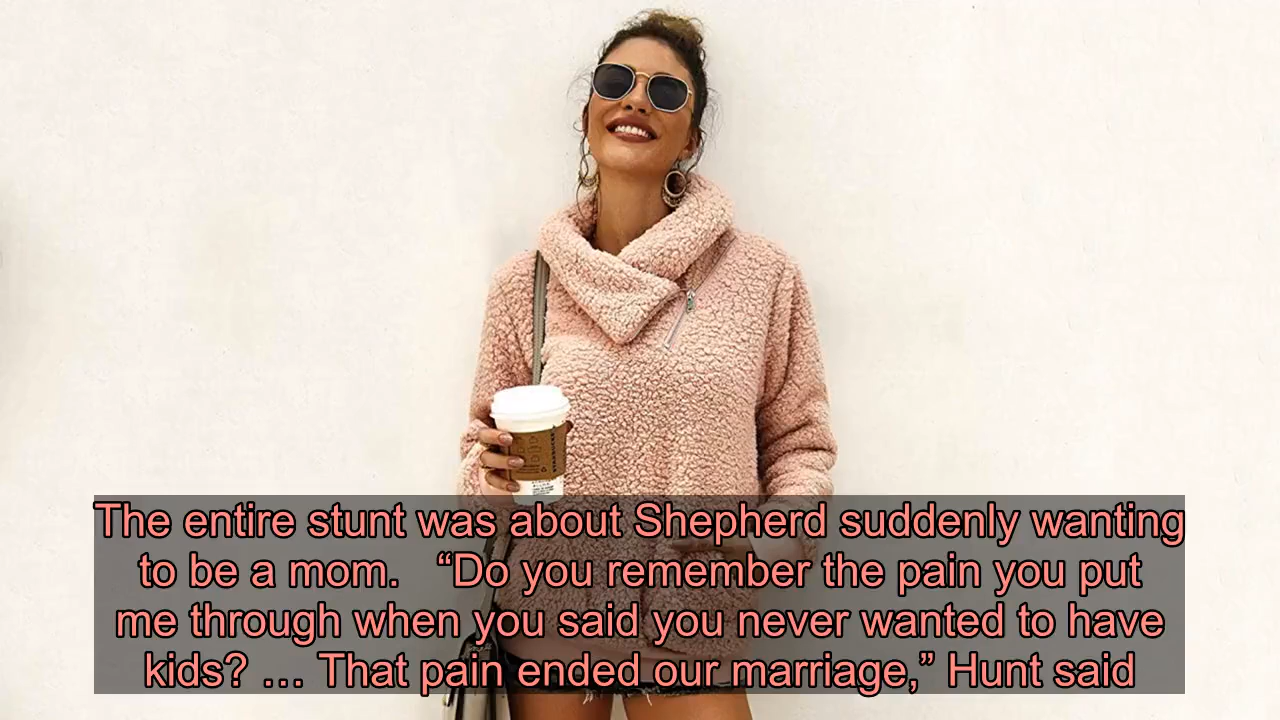 The entire stunt was about Shepherd suddenly wanting
to be a mom.   “Do you remember the pain you put
me through when you said you never wanted to have
kids? … That pain ended our marriage,” Hunt said